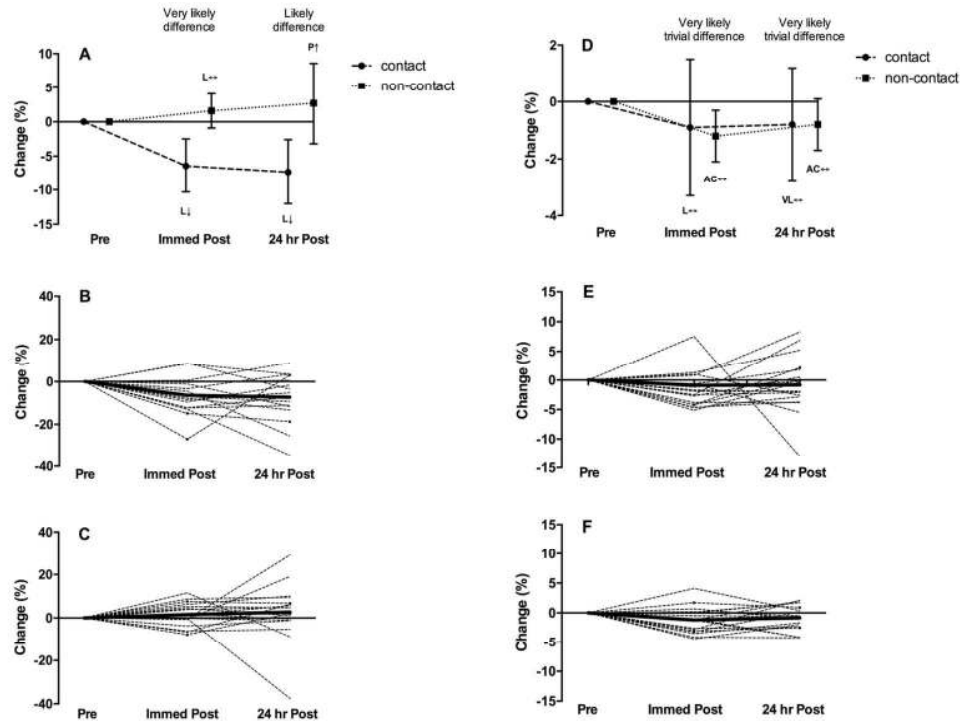 Very likely
difference
Likely
difference
A
10
5
0
-5
-10
-15
Change (%)
L↔
P↑
L↓
L↓
contact
non-contact
Pre
Immed Post
24 hr Post
Very likely
trivial difference
Very likely
trivial difference
D
2
0
-2
-4
Change (%)
AC↔
AC↔
L↔
VL↔
contact
non-contact
Pre
Immed Post
24 hr Post
B
40
20
0
-20
-40
Change (%)
Pre
Immed Post
24 hr Post
E
15
10
5
0
-5
-10
-15
Change (%)
Pre
Immed Post
24 hr Post
C
40
20
0
-20
-40
Change (%)
Pre
Immed Post
24 hr Post
F
15
10
5
0
-5
-10
-15
Change (%)
Pre
Immed Post
24 hr Post